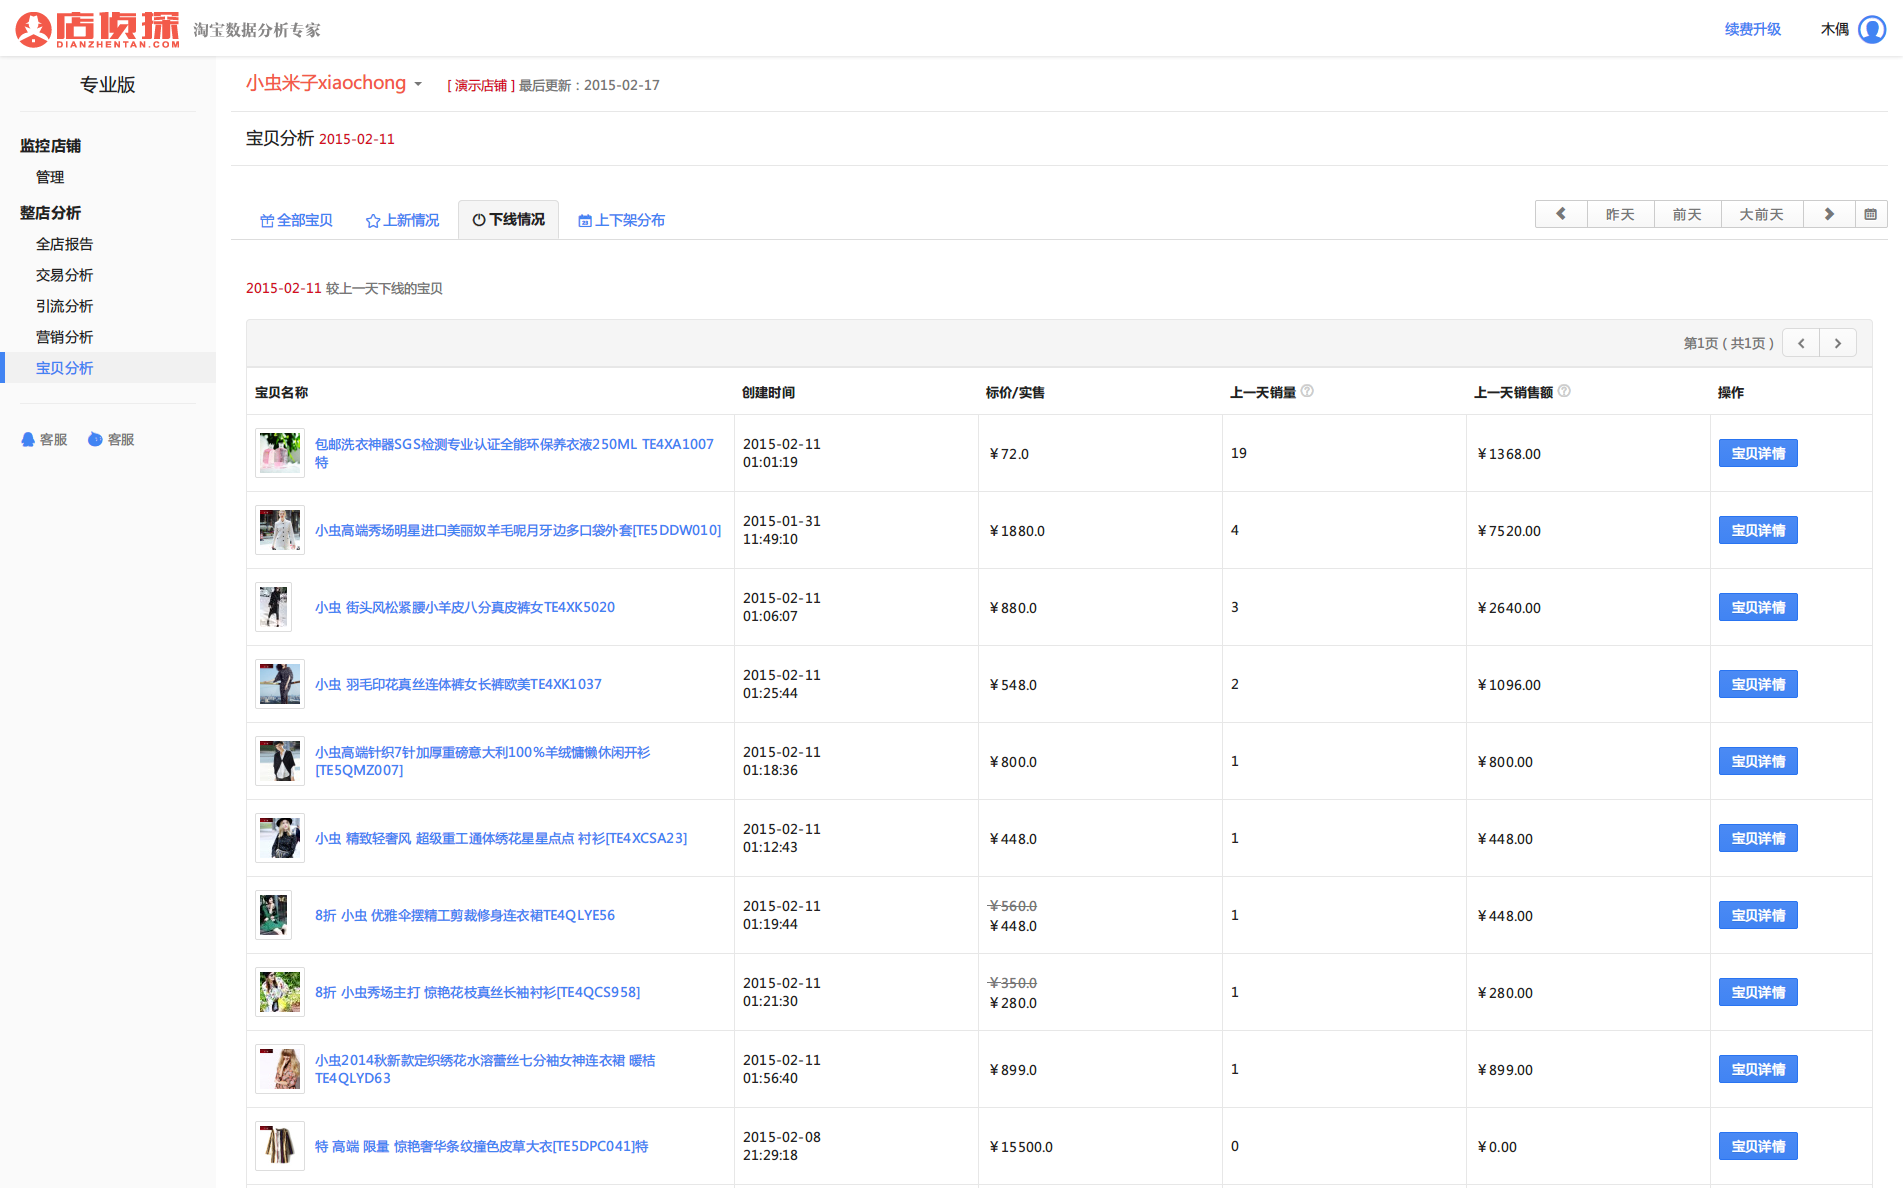 店侦探
DIANZHENTAN.COM
淘宝数据分析专家
续费升级
木偶
专业版
监控店铺
管理
整店分析
全店报告
交易分析
引流分析
营销分析
宝贝分析
客服
客服
小虫米子xiaochong
[ 演示店铺 ] 最后更新：2015-02-17
宝贝分析 2015-02-11
全部宝贝
上新情况
下线情况
上下架分布
昨天
前天
大前天
2015-02-11 较上一天下线的宝贝
第1页 ( 共1页 )
宝贝名称
创建时间
标价/实售
上一天销量
上一天销售额
操作
包邮洗衣神器SGS检测专业认证全能环保养衣液250ML TE4XA1007
特
2015-02-11
01:01:19
￥72.0
19
￥1368.00
宝贝详情
小虫高端秀场明星进口美丽奴羊毛呢月牙边多口袋外套[TE5DDW010]
2015-01-31
11:49:10
￥1880.0
4
￥7520.00
宝贝详情
小虫 街头风松紧腰小羊皮八分真皮裤女TE4XK5020
2015-02-11
01:06:07
￥880.0
3
￥2640.00
宝贝详情
小虫 羽毛印花真丝连体裤女长裤欧美TE4XK1037
2015-02-11
01:25:44
￥548.0
2
￥1096.00
宝贝详情
小虫高端针织7针加厚重磅意大利100%羊绒慵懒休闲开衫
[TE5QMZ007]
2015-02-11
01:18:36
￥800.0
1
￥800.00
宝贝详情
小虫 精致轻奢风 超级重工通体绣花星星点点 衬衫[TE4XCSA23]
2015-02-11
01:12:43
￥448.0
1
￥448.00
宝贝详情
8折 小虫 优雅伞摆精工剪裁修身连衣裙TE4QLYE56
2015-02-11
01:19:44
￥560.0
￥448.0
1
￥448.00
宝贝详情
8折 小虫秀场主打 惊艳花枝真丝长袖衬衫[TE4QCS958]
2015-02-11
01:21:30
￥350.0
￥280.0
1
￥280.00
宝贝详情
小虫2014秋新款定织绣花水溶蕾丝七分袖女神连衣裙 暖桔
TE4QLYD63
2015-02-11
01:56:40
￥899.0
1
￥899.00
宝贝详情
特 高端 限量 惊艳奢华条纹撞色皮草大衣[TE5DPC041]特
2015-02-08
21:29:18
￥15500.0
0
￥0.00
宝贝详情